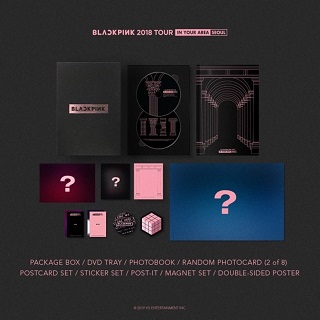 BLACKPINK 2018 TOUR IN YOUR AREA SEOUL
BLACKPINK
?
?
?
PACKAGE BOX / DVD TRAY / PHOTOBOOK / RANDOM PHOTOCARD (2 of 8)
POSTCARD SET / STICKER SET / POST-IT / MAGNET SET / DOUBLE-SIDED POSTER